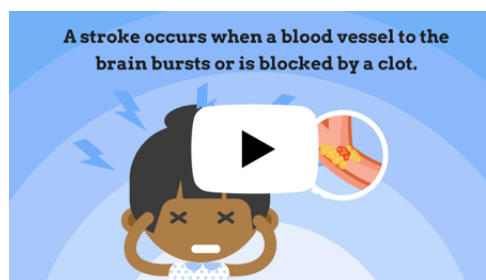 A stroke occurs when a blood vessel to the
brain bursts or is blocked by a clot.